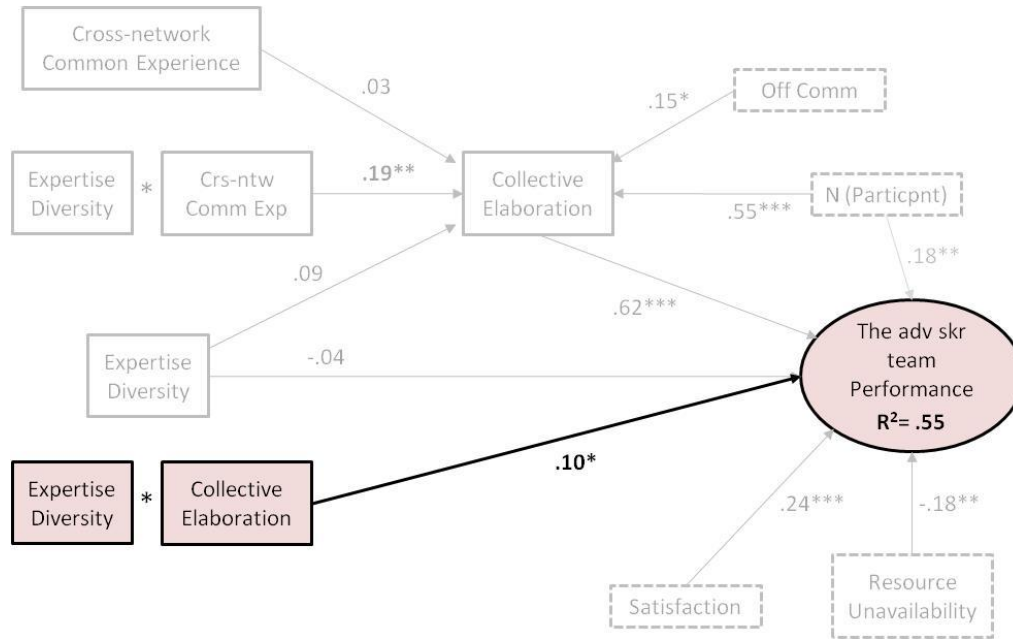 Cross-network
Common Experience
.03
.15*
Off Comm
Expertise
Diversity
*
Crs-ntw
Comm Exp
.19**
Collective
Elaboration
.55***
N (Particpnt)
.09
.62***
.18**
Expertise
Diversity
-.04
The adv skr
team
Performance
R²= .55
Expertise
Diversity
*
Collective
Elaboration
.10*
.24***
-.18**
Satisfaction
Resource
Unavailability